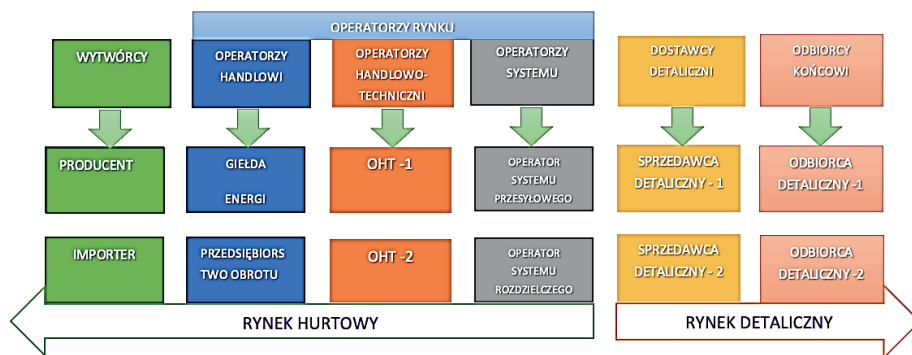 OPERATORZY RYNKU
WYTWÓRCY
OPERATORZY
HANDLOWI
OPERATORZY
HANDLOWO-
TECHNICZNI
OPERATORZY
SYSTEMU
DOSTAWCY
DETALICZNI
ODBIORCY
KOŃCOWI
PRODUCENT
GIEŁDA
ENERGI
OHT -1
OPERATOR
SYSTEMU
PRZESYŁOWEGO
SPRZEDAWCA
DETALICZNY - 1
ODBIORCA
DETALICZNY -1
IMPORTER
PRZEDSIĘBIORS
TWO OBROTU
OHT -2
OPERATOR
SYSTEMU
ROZDZIELCZEGO
SPRZEDAWCA
DETALICZNY - 2
ODBIORCA
DETALICZNY -2
RYNEK HURTOWY
RYNEK DETALICZNY